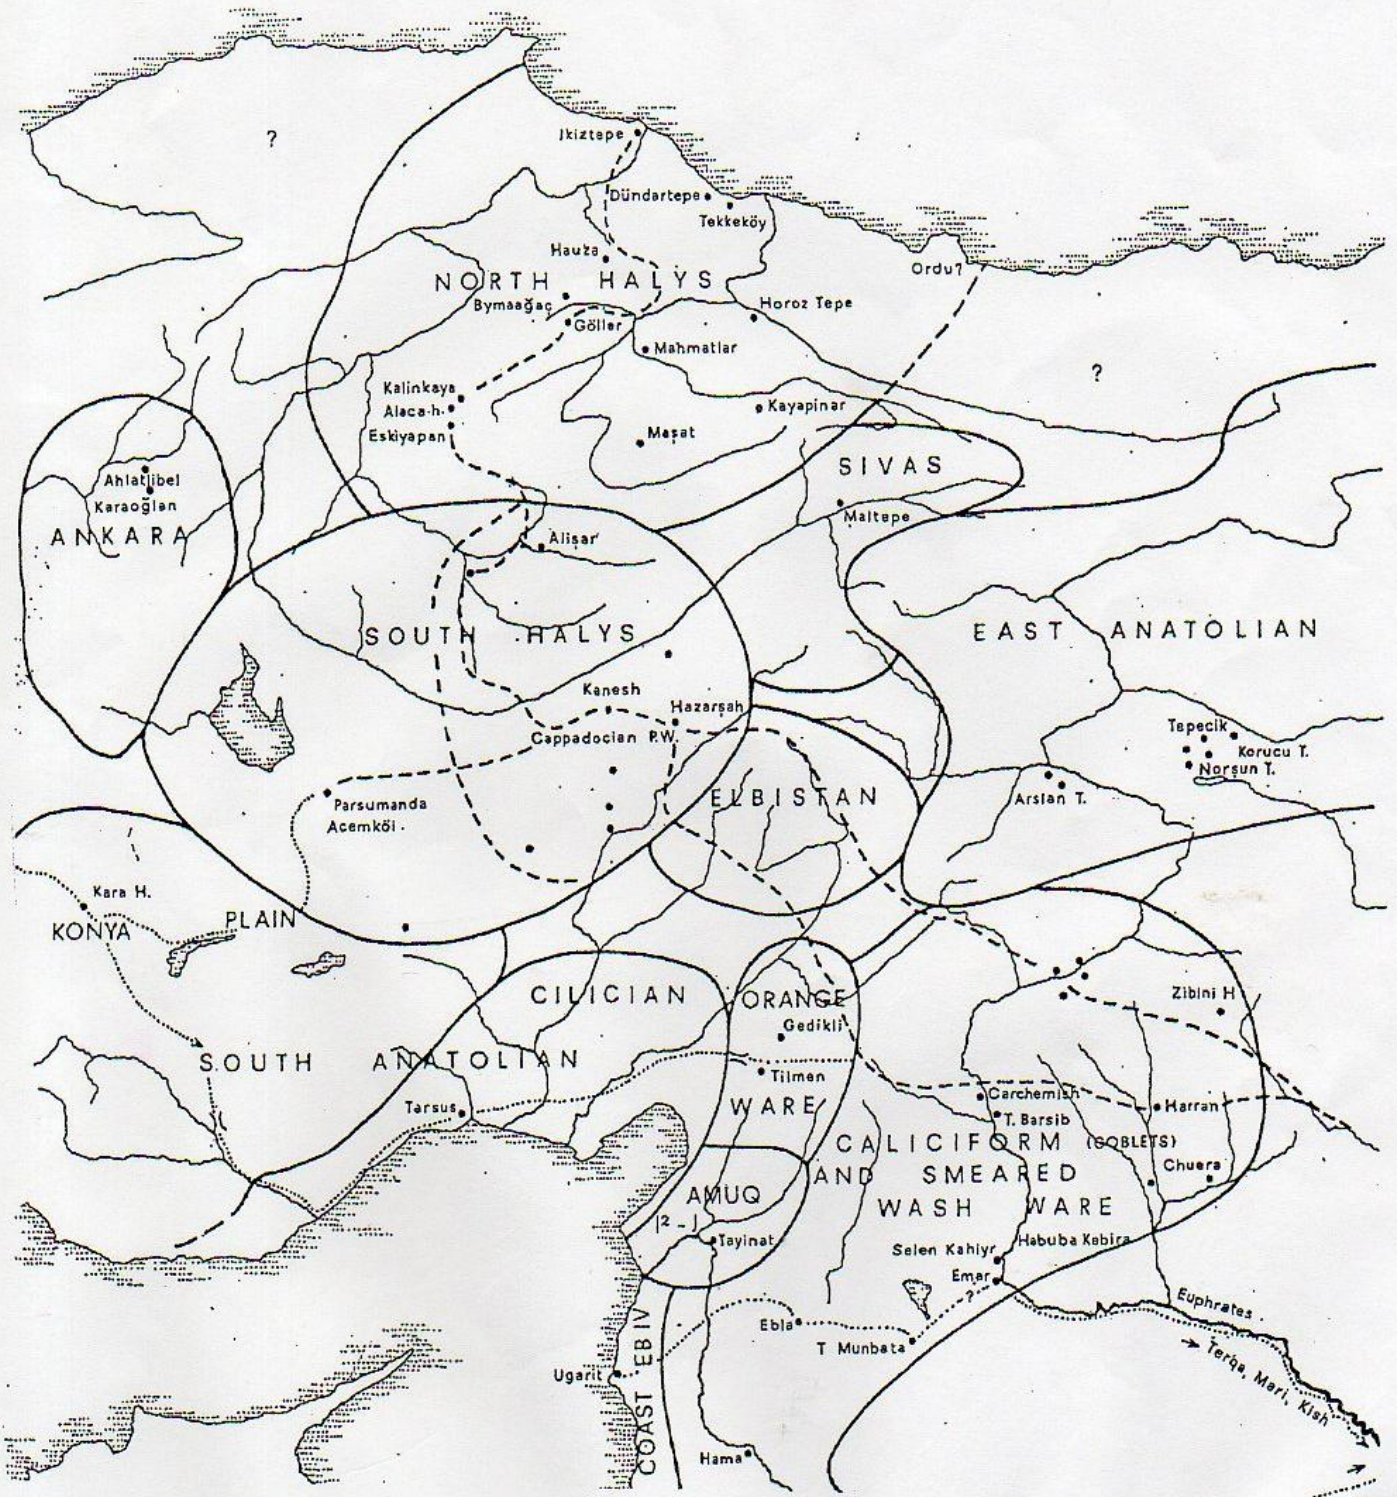 ?
Ikiztepe
Dündartepe
Tekkeköy
Hauza
Ordu?
NORTH HALYS
Bymaağaç
Horoz Tepe
Göller
Mahmatlar
?
Kalinkaya
Alaca-h.
Kayapinar
Eskiyapan
Maşat
SIVAS
Ahlatlibel
Karaoğlan
Maltepe
ANKARA
Alişar
SOUTH HALYS
EAST ANATOLIAN
Kanesh
Hazarşah
Tepecik
Cappadocian P.W.
Korucu T.
Norşun T.
Parsumanda
Acemköi.
ELBISTAN
Arslan T.
Kara H.
KONYA PLAIN
CILICIAN
ORANGE
Zibini H
Gedikli
SOUTH ANATOLIAN
Tilmen
Tarsus
WARE
Carchemish
Harran
T. Barsib
CALICIFORM (GOBLETS)
AND SMEARED
Chuera
WASH WARE
AMUQ
I2-J
Tayinat
Habuba Kabira
Selen Kahiyr
Emar
?
Euphrates
Ebla
T Munbata
Terqa, Mari, Kish
Ugarit
COAST EB IV
Hama